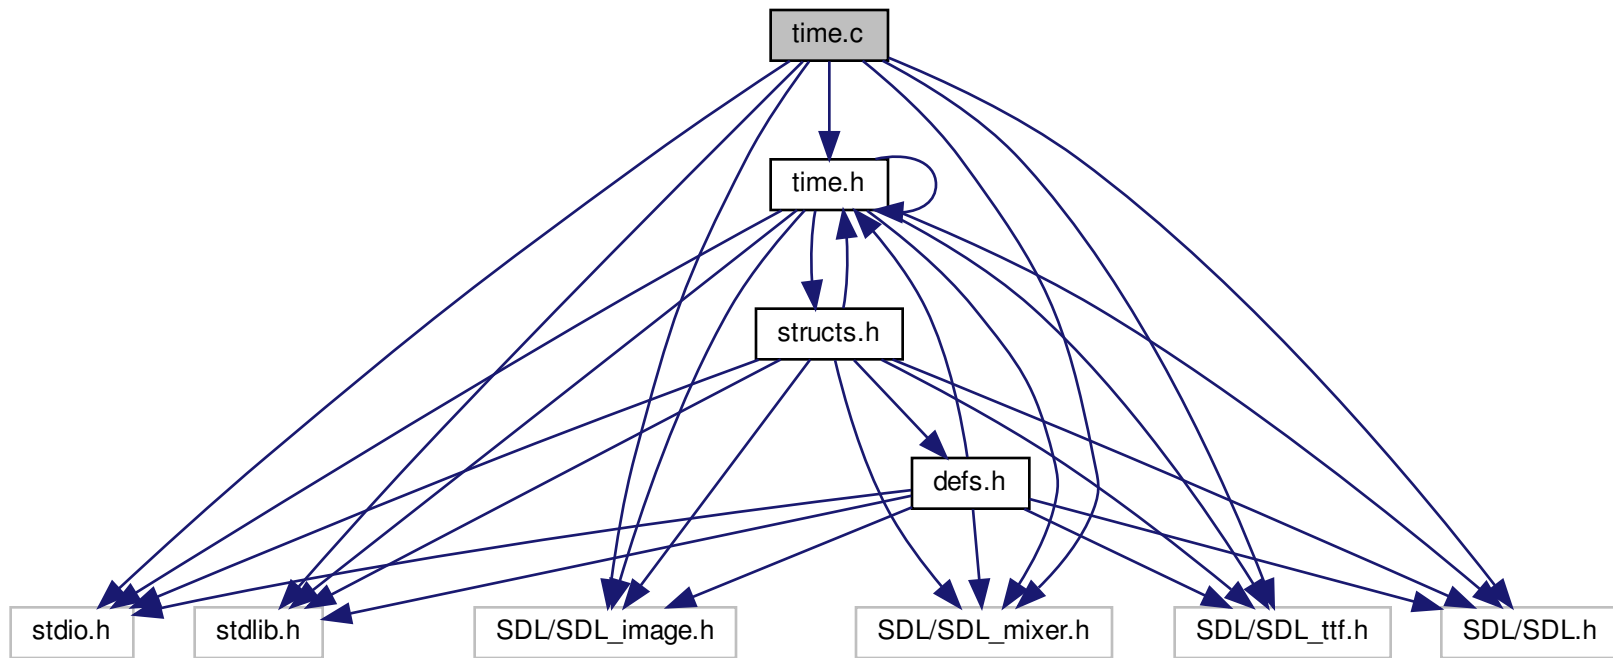 time.c
time.h
structs.h
defs.h
stdio.h
stdlib.h
SDL/SDL_image.h
SDL/SDL_mixer.h
SDL/SDL_ttf.h
SDL/SDL.h